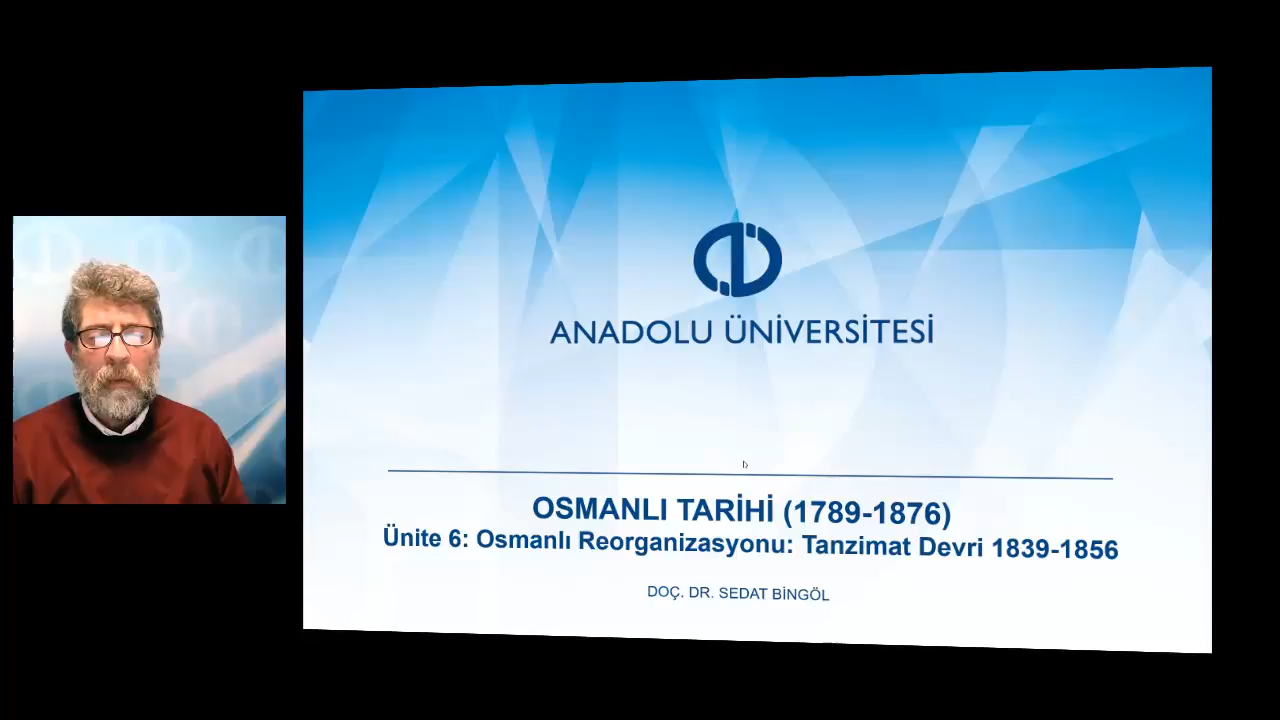 ANADOLU ÜNİVERSİTESİ
OSMANLI TARİHİ (1789-1876)
Ünite 6: Osmanlı Reorganizasyonu: Tanzimat Devri 1839-1856
DOÇ. DR. SEDAT BİNGÖL